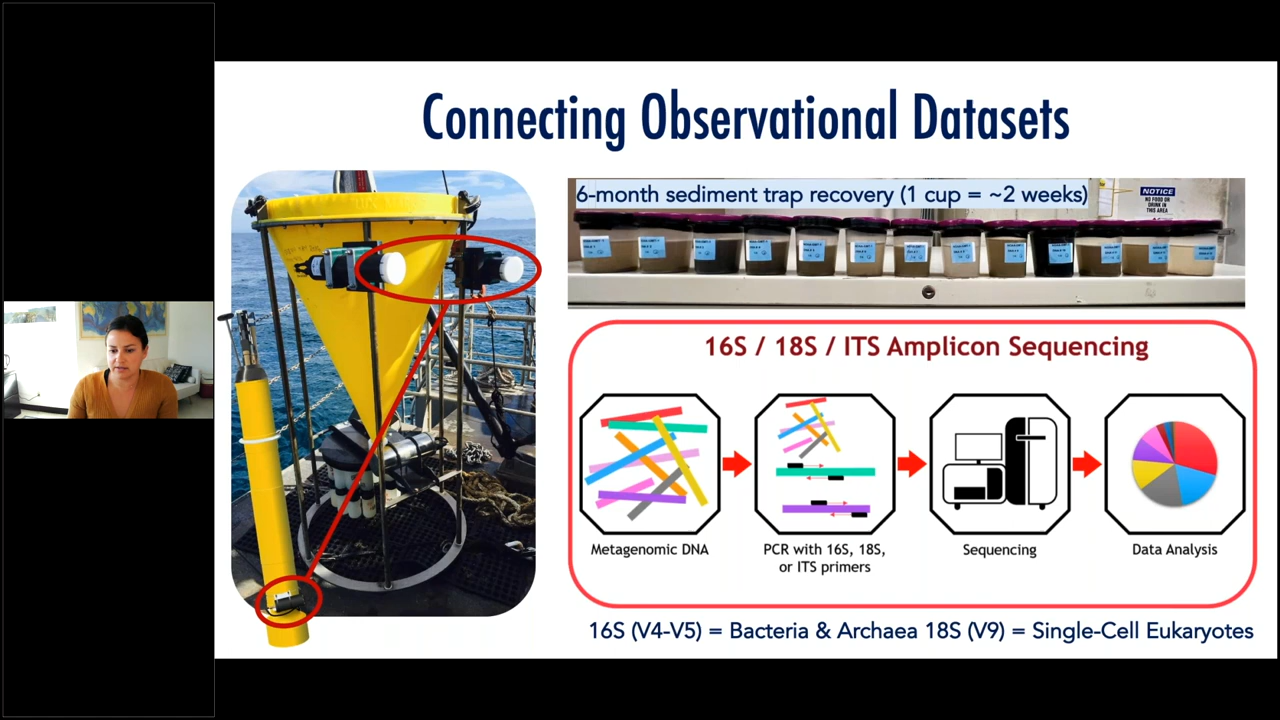 Connecting Observational Datasets
6-month sediment trap recovery (1 cup = ~2 weeks)
NOTICE
NO FOOD OR
DRINK IN
THIS AREA
16S / 18S / ITS Amplicon Sequencing
Metagenomic DNA
PCR with 16S, 18S,
or ITS primers
Sequencing
Data Analysis
16S (V4-V5) = Bacteria & Archaea 18S (V9) = Single-Cell Eukaryotes